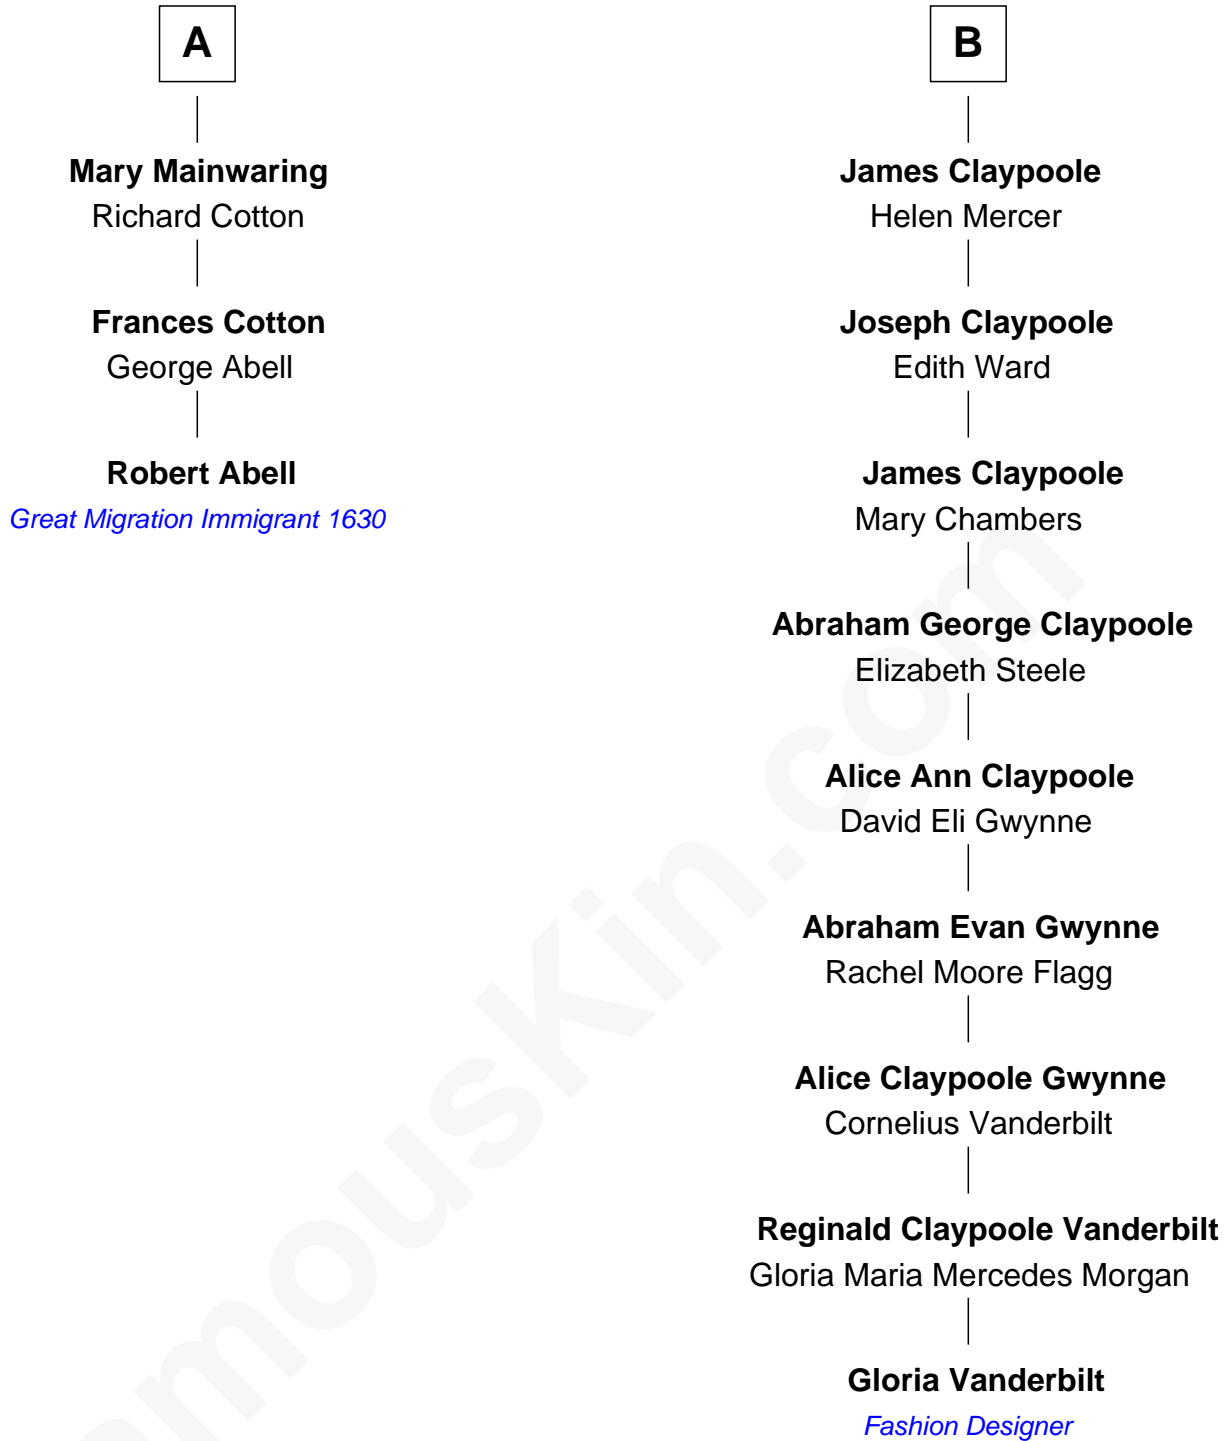 A
Mary Mainwaring
Richard Cotton
Frances Cotton
George Abell
Robert Abell
Great Migration Immigrant 1630
B
James Claypoole
Helen Mercer
Joseph Claypoole
Edith Ward
James Claypoole
Mary Chambers
Abraham George Claypoole
Elizabeth Steele
Alice Ann Claypoole
David Eli Gwynne
Abraham Evan Gwynne
Rachel Moore Flagg
Alice Claypoole Gwynne
Cornelius Vanderbilt
Reginald Claypoole Vanderbilt
Gloria Maria Mercedes Morgan
Gloria Vanderbilt
Fashion Designer
amouskin.com